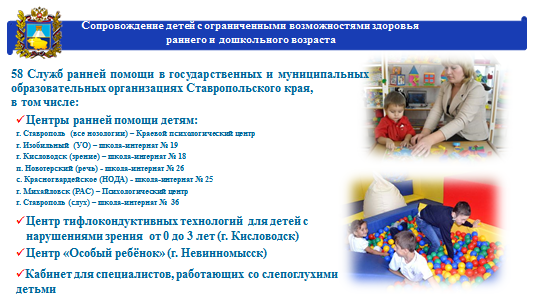 Сопровождение детей с ограниченными возможностями здоровья
раннего и дошкольного возраста
58 Служб ранней помощи в государственных и муниципальных
образовательных организациях Ставропольского края,
в том числе:
✓Центры ранней помощи детям:
г. Ставрополь (все нозологии) – Краевой психологический центр
г. Изобильный (УО) – школа-интернат № 19
г. Кисловодск (зрение) – школа-интернат № 18
п. Новотерский (речь) - школа-интернат № 26
с. Красногвардейское (НОДА) - школа-интернат № 25
г. Михайловск (РАС) – Психологический центр
г. Ставрополь (слух) – школа-интернат № 36
✓Центр тифлокондуктивных технологий для детей с
нарушениями зрения от 0 до 3 лет (г. Кисловодск)
✓Центр «Особый ребёнок» (г. Невинномысск)
✓Кабинет для специалистов, работающих со слепоглухими
детьми